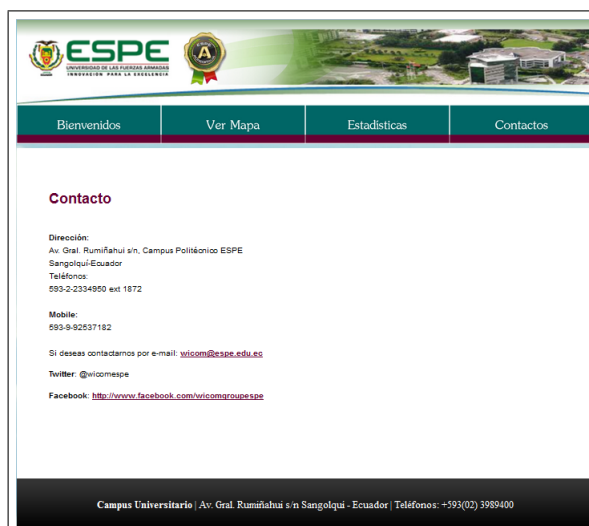 ESPE
UNIVERSIDAD DE LAS FUERZAS ARMADAS
INNOVACIÓN PARA LA EXCELENCIA
A
Bienvenidos
Ver Mapa
Estadísticas
Contactos
Contacto
Dirección:
Av. Gral. Rumiñahui s/n, Campus Politécnico ESPE
Sangolquí-Ecuador
Teléfonos:
593-2-2334950 ext 1872
Mobile:
593-9-92537182
Si deseas contactarnos por e-mail: wicom@espe.edu.ec
Twitter: @wicomespe
Facebook: http://www.facebook.com/wicomgroupespe
Campus Universitario | Av. Gral. Rumiñahui s/n Sangolqui - Ecuador | Teléfonos: +593(02) 3989400